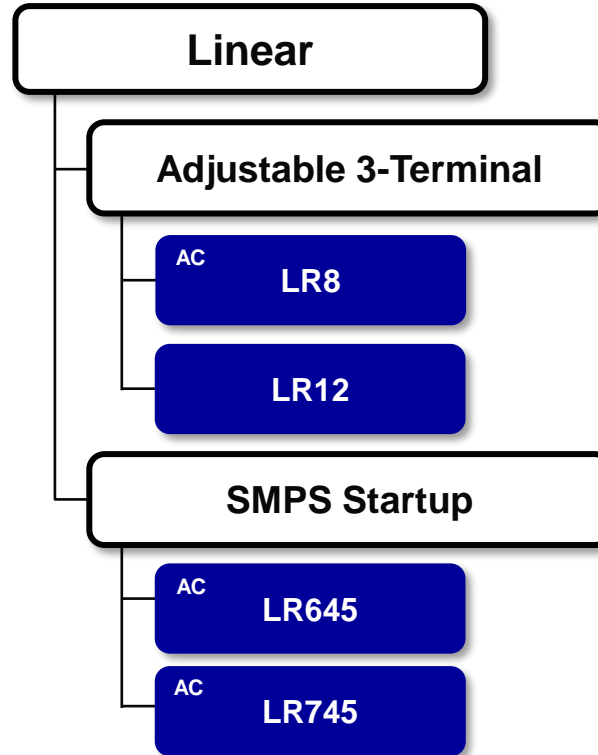 Linear
Adjustable 3-Terminal
AC
LR8
LR12
SMPS Startup
AC
LR645
AC
LR745